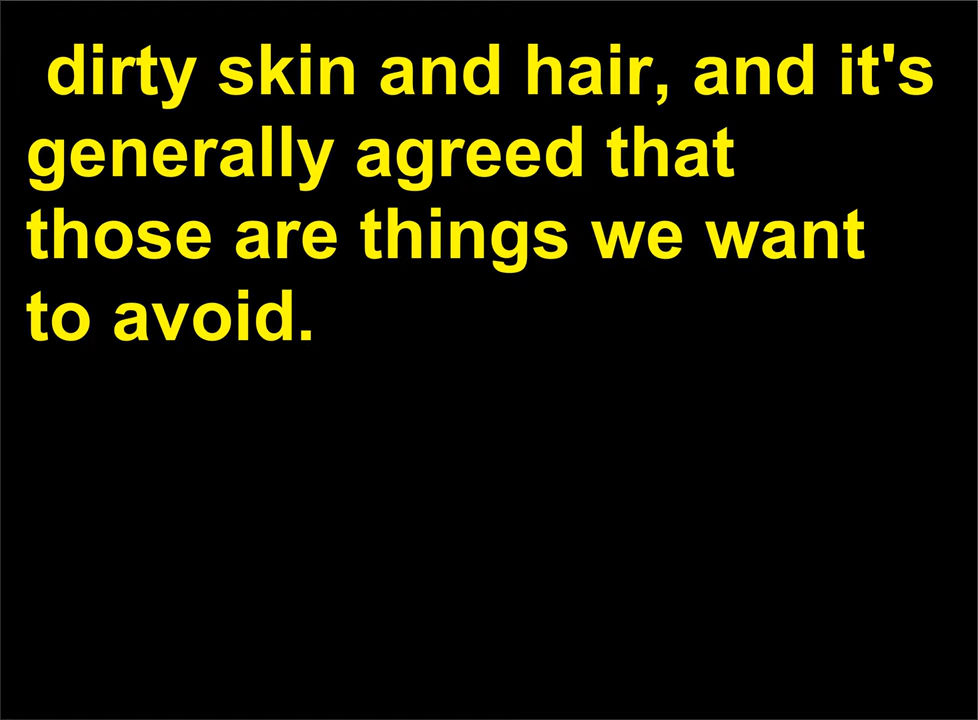 dirty skin and hair, and it's
generally agreed that
those are things we want
to avoid.